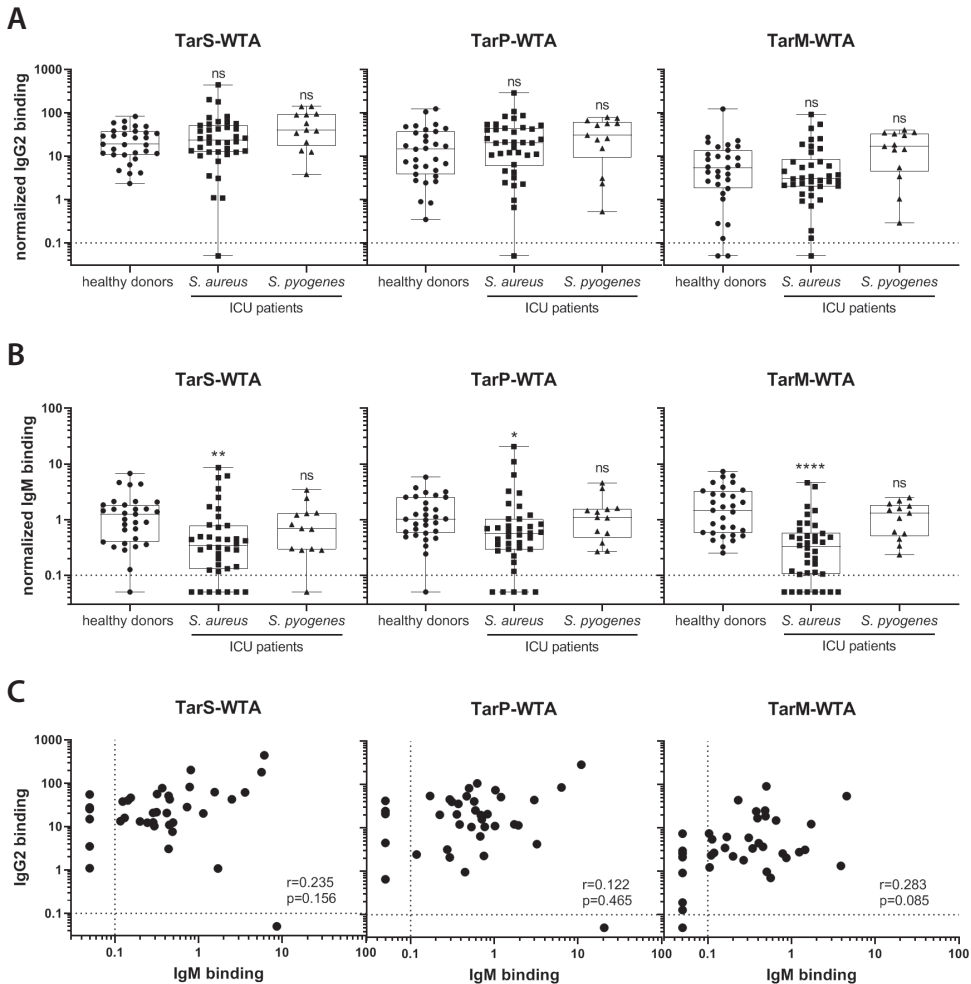 A
TarS-WTA TarP-WTA TarM-WTA
normalized IgG2 binding
1000
100
10
1
0.1
ns ns ns ns ns ns
healthy donors S. aureus S. pyogenes healthy donors S. aureus S. pyogenes healthy donors S. aureus S. pyogenes
ICU patients ICU patients ICU patients
B
TarS-WTA TarP-WTA TarM-WTA
normalized IgM binding
100
10
1
0.1
** ns * ns **** ns
healthy donors S. aureus S. pyogenes healthy donors S. aureus S. pyogenes healthy donors S. aureus S. pyogenes
ICU patients ICU patients ICU patients
C
TarS-WTA TarP-WTA TarM-WTA
IgG2 binding
1000
100
10
1
0.1
r=0.235 r=0.122 r=0.283
p=0.156 p=0.465 p=0.085
0.1 1 10 100 0.1 1 10 100 0.1 1 10 100
IgM binding IgM binding IgM binding